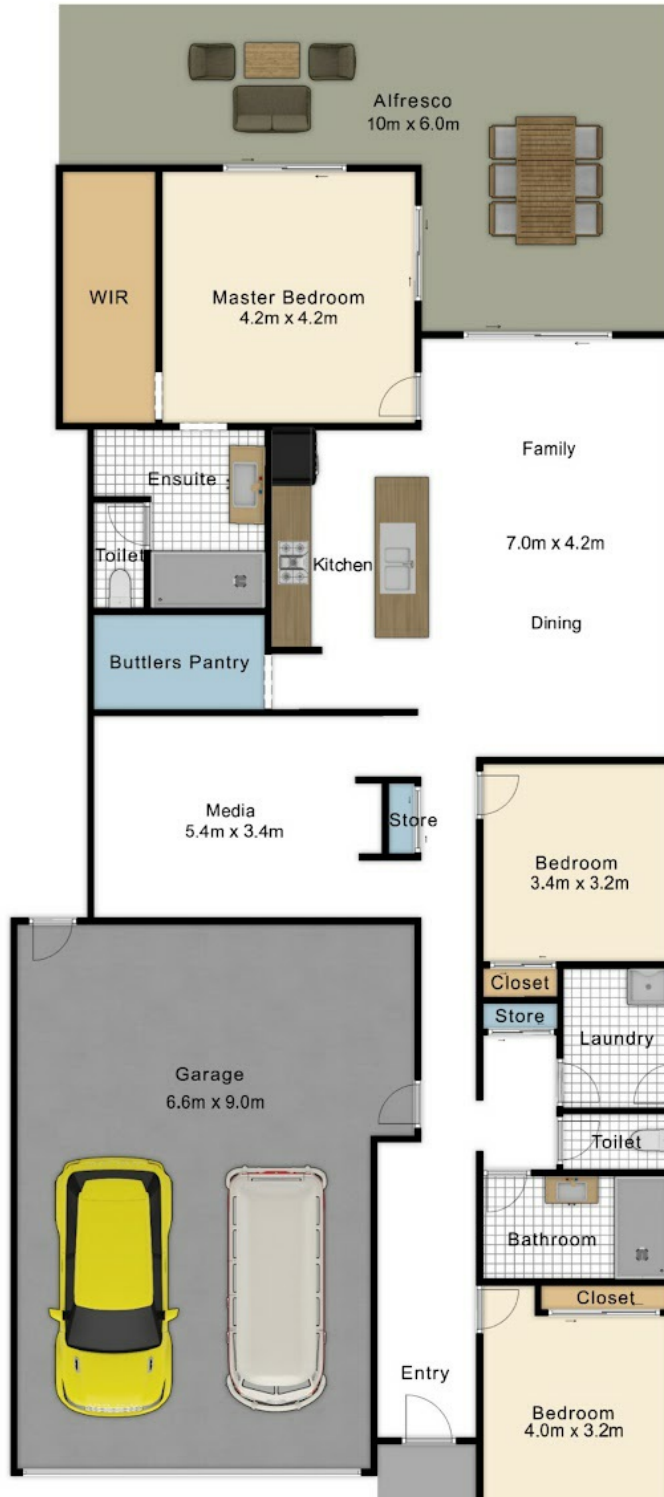 Alfresco
10m x 6.0m
WIR
Master Bedroom
4.2m x 4.2m
Family
Ensuite
7.0m x 4.2m
Toilet
Kitchen
Dining
Buttlers Pantry
Media
5.4m x 3.4m
Store
Bedroom
3.4m x 3.2m
Closet
Store
Laundry
Garage
6.6m x 9.0m
Toilet
Bathroom
Closet
Entry
Bedroom
4.0m x 3.2m